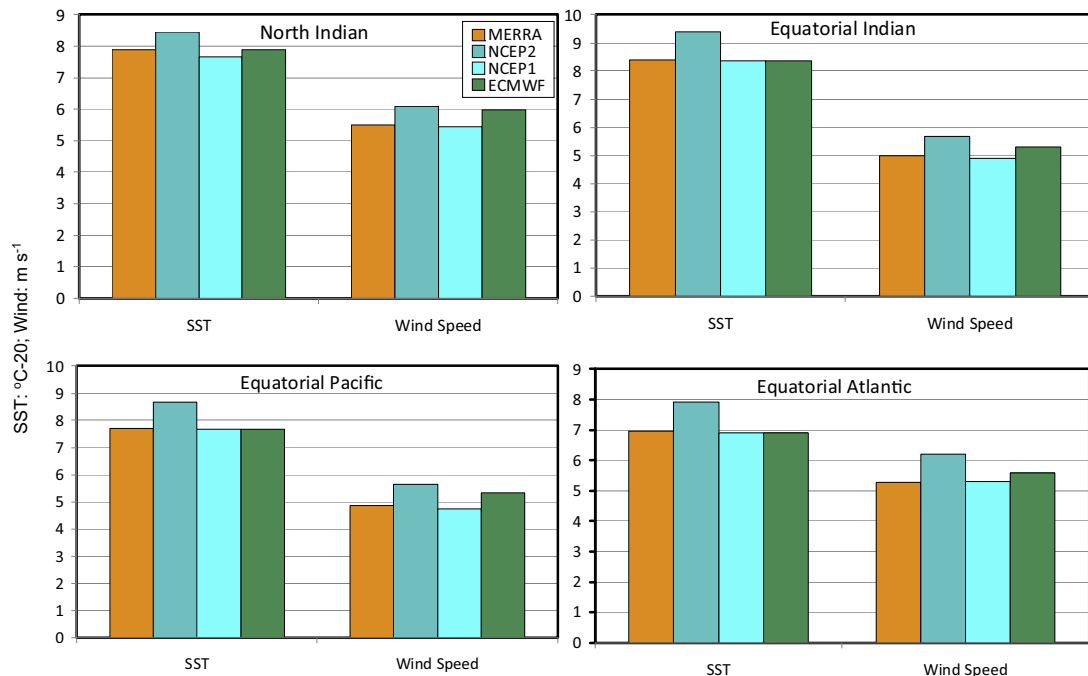 SST: °C-20; Wind: m s⁻¹
North Indian
MERRA
NCEP2
NCEP1
ECMWF
9
8
7
6
5
4
3
2
1
0
SST
Wind Speed
Equatorial Indian
10
9
8
7
6
5
4
3
2
1
0
SST
Wind Speed
Equatorial Pacific
10
9
8
7
6
5
4
3
2
1
0
SST
Wind Speed
Equatorial Atlantic
9
8
7
6
5
4
3
2
1
0
SST
Wind Speed